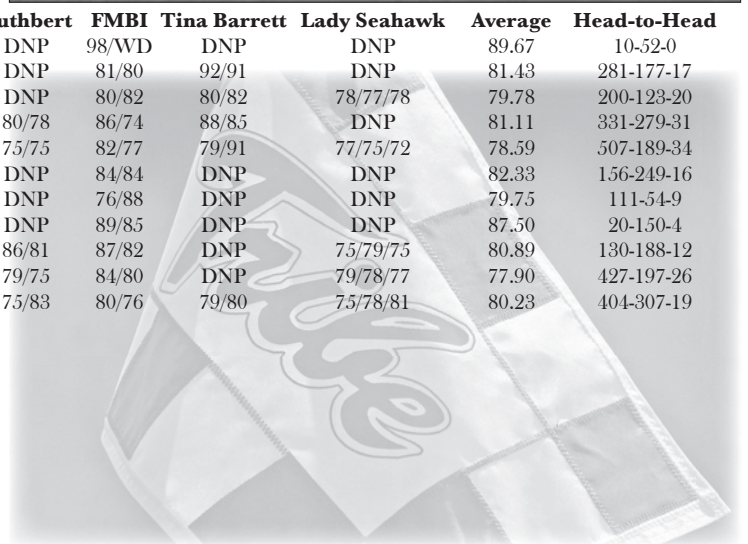 uthbert FMBI Tina Barrett Lady Seahawk Average Head-to-Head
DNP 98/WD DNP DNP 89.67 10-52-0
DNP 81/80 92/91 DNP 81.43 281-177-17
DNP 80/82 80/82 78/77/78 79.78 200-123-20
80/78 86/74 88/85 DNP 81.11 331-279-31
75/75 82/77 79/91 77/75/72 78.59 507-189-34
DNP 84/84 DNP DNP 82.33 156-249-16
DNP 76/88 DNP DNP 79.75 111-54-9
DNP 89/85 DNP DNP 87.50 20-150-4
86/81 87/82 DNP 75/79/75 80.89 130-188-12
79/75 84/80 DNP 79/78/77 77.90 427-197-26
75/83 80/76 79/80 75/78/81 80.23 404-307-19
Tribe